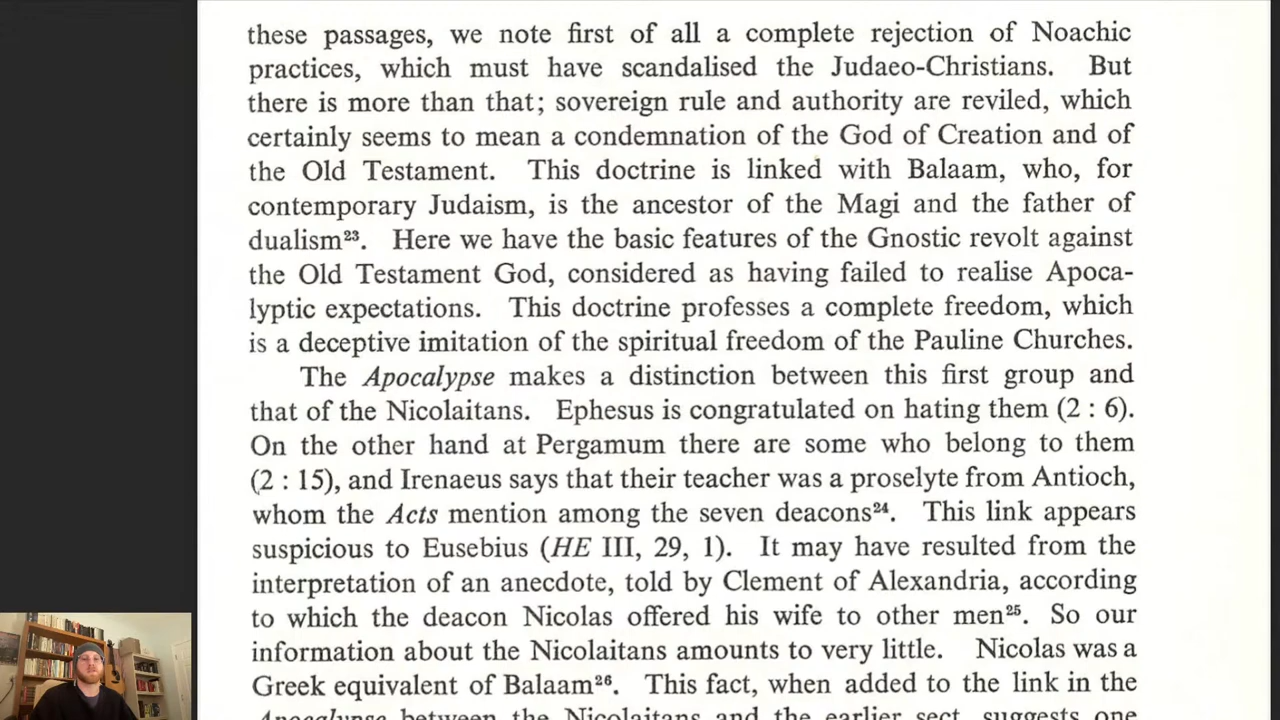 these passages, we note first of all a complete rejection of Noachic
practices, which must have scandalised the Judaeo-Christians. But
there is more than that; sovereign rule and authority are reviled, which
certainly seems to mean a condemnation of the God of Creation and of
the Old Testament. This doctrine is linked with Balaam, who, for
contemporary Judaism, is the ancestor of the Magi and the father of
dualism²³. Here we have the basic features of the Gnostic revolt against
the Old Testament God, considered as having failed to realise Apoca-
lyptic expectations. This doctrine professes a complete freedom, which
is a deceptive imitation of the spiritual freedom of the Pauline Churches.
The Apocalypse makes a distinction between this first group and
that of the Nicolaitans. Ephesus is congratulated on hating them (2 : 6).
On the other hand at Pergamum there are some who belong to them
(2 : 15), and Irenaeus says that their teacher was a proselyte from Antioch,
whom the Acts mention among the seven deacons²⁴. This link appears
suspicious to Eusebius (HE III, 29, 1). It may have resulted from the
interpretation of an anecdote, told by Clement of Alexandria, according
to which the deacon Nicolas offered his wife to other men²⁵. So our
information about the Nicolaitans amounts to very little. Nicolas was a
Greek equivalent of Balaam²⁶. This fact, when added to the link in the
Apocalypse between the Nicolaitans and the earlier sect, suggests one